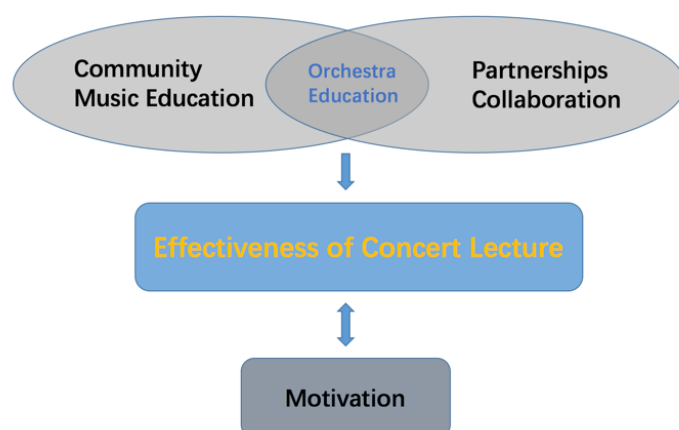 Community
Music Education
Orchestra
Education
Partnerships
Collaboration
Effectiveness of Concert Lecture
Motivation